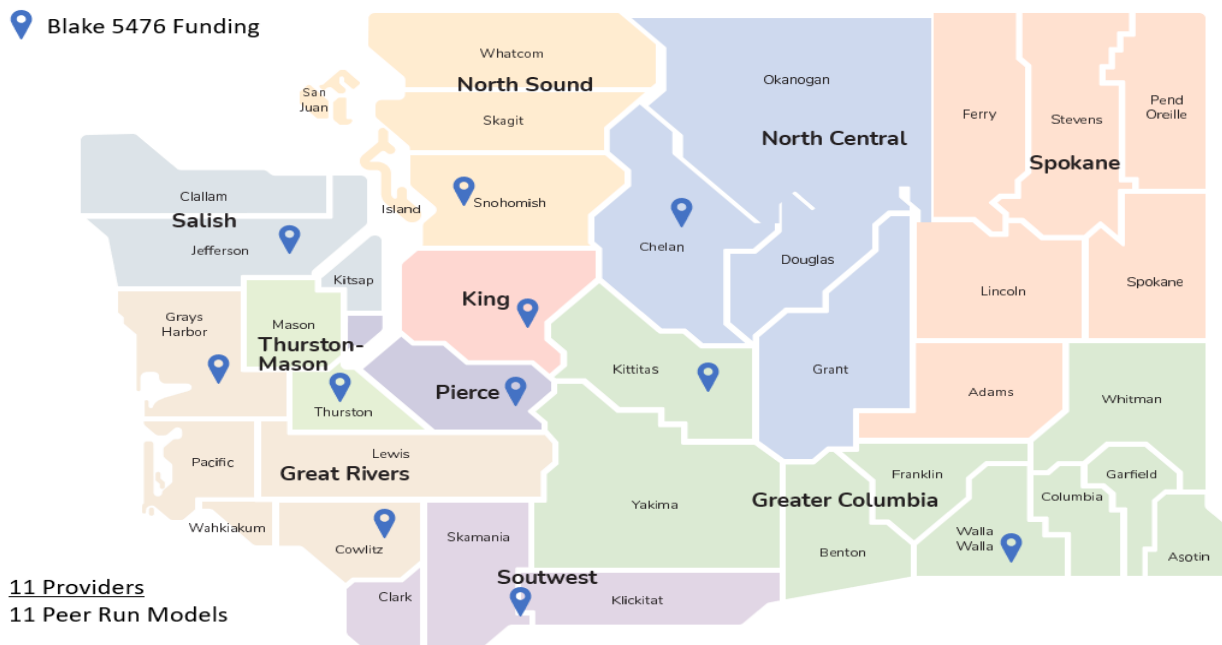 Blake 5476 Funding
Whatcom
North Sound
San
Juan
Skagit
Island
Snohomish
Okanogan
North Central
Chelan
Douglas
Grant
Ferry
Stevens
Pend
Oreille
Spokane
Lincoln
Spokane
Adams
Clallam
Salish
Jefferson
Kitsap
King
Grays
Harbor
Mason
Thurston-
Mason
Thurston
Pierce
Kittitas
Whitman
Pacific
Lewis
Great Rivers
Wahkiakum
Cowlitz
Yakima
Greater Columbia
Franklin
Benton
Walla
Walla
Columbia
Garfield
Asotin
Skamania
Soutwest
Clark
Klickitat
11 Providers
11 Peer Run Models